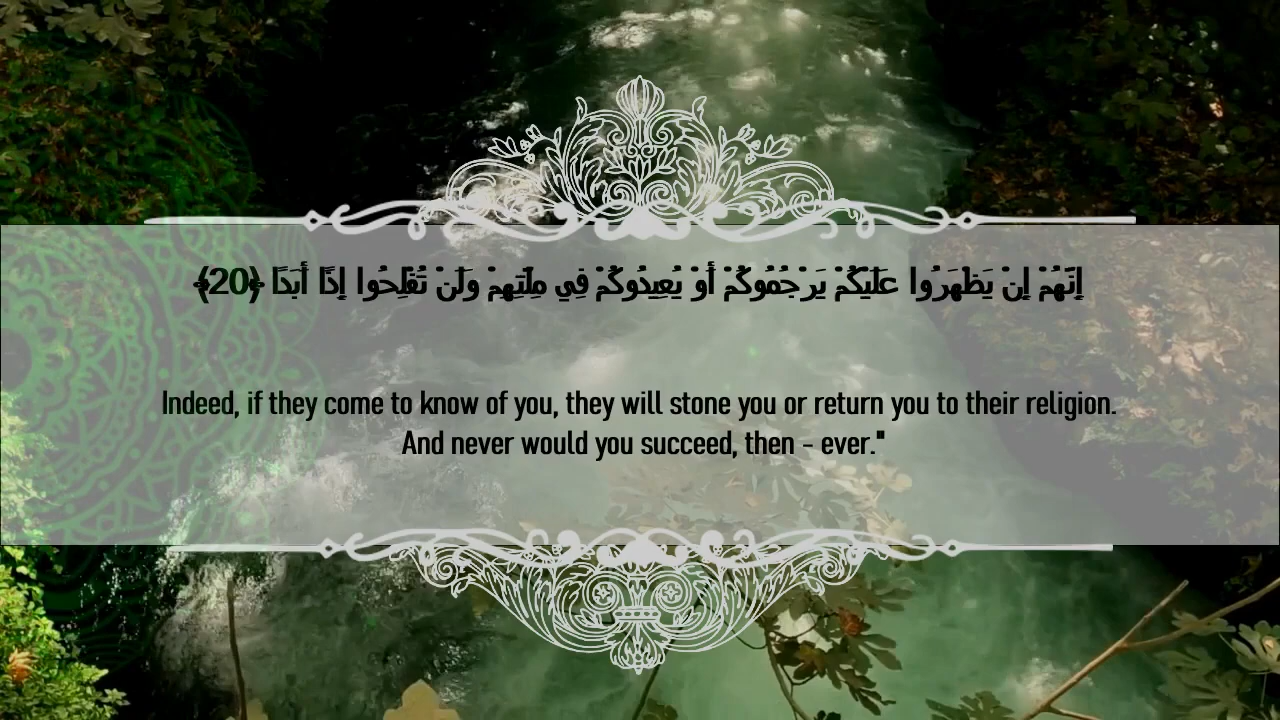 إِنَّهُمْ إِنْ يَظْهَرُوا عَلَيْكُمْ يَرْجُمُوكُمْ أَوْ يُعِيدُوكُمْ فِي مِلَّتِهِمْ وَلَنْ تُفْلِحُوا إِذًا أَبَدًا ﴿20﴾
Indeed, if they come to know of you, they will stone you or return you to their religion.
And never would you succeed, then - ever."